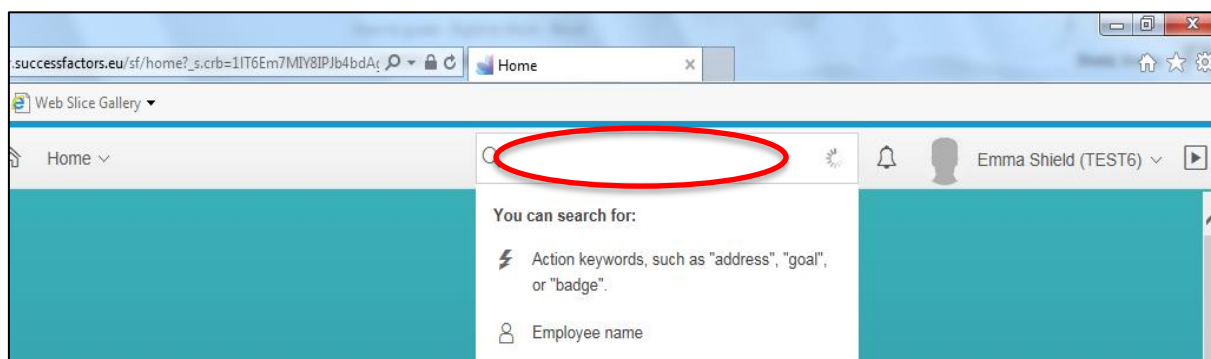 .successfactors.eu/sf/home?_s.crb=1IT6Em7MIY8IPJb4bdA
Home
Web Slice Gallery
Home
Emma Shield (TEST6)
You can search for:
Action keywords, such as "address", "goal",
or "badge".
Employee name